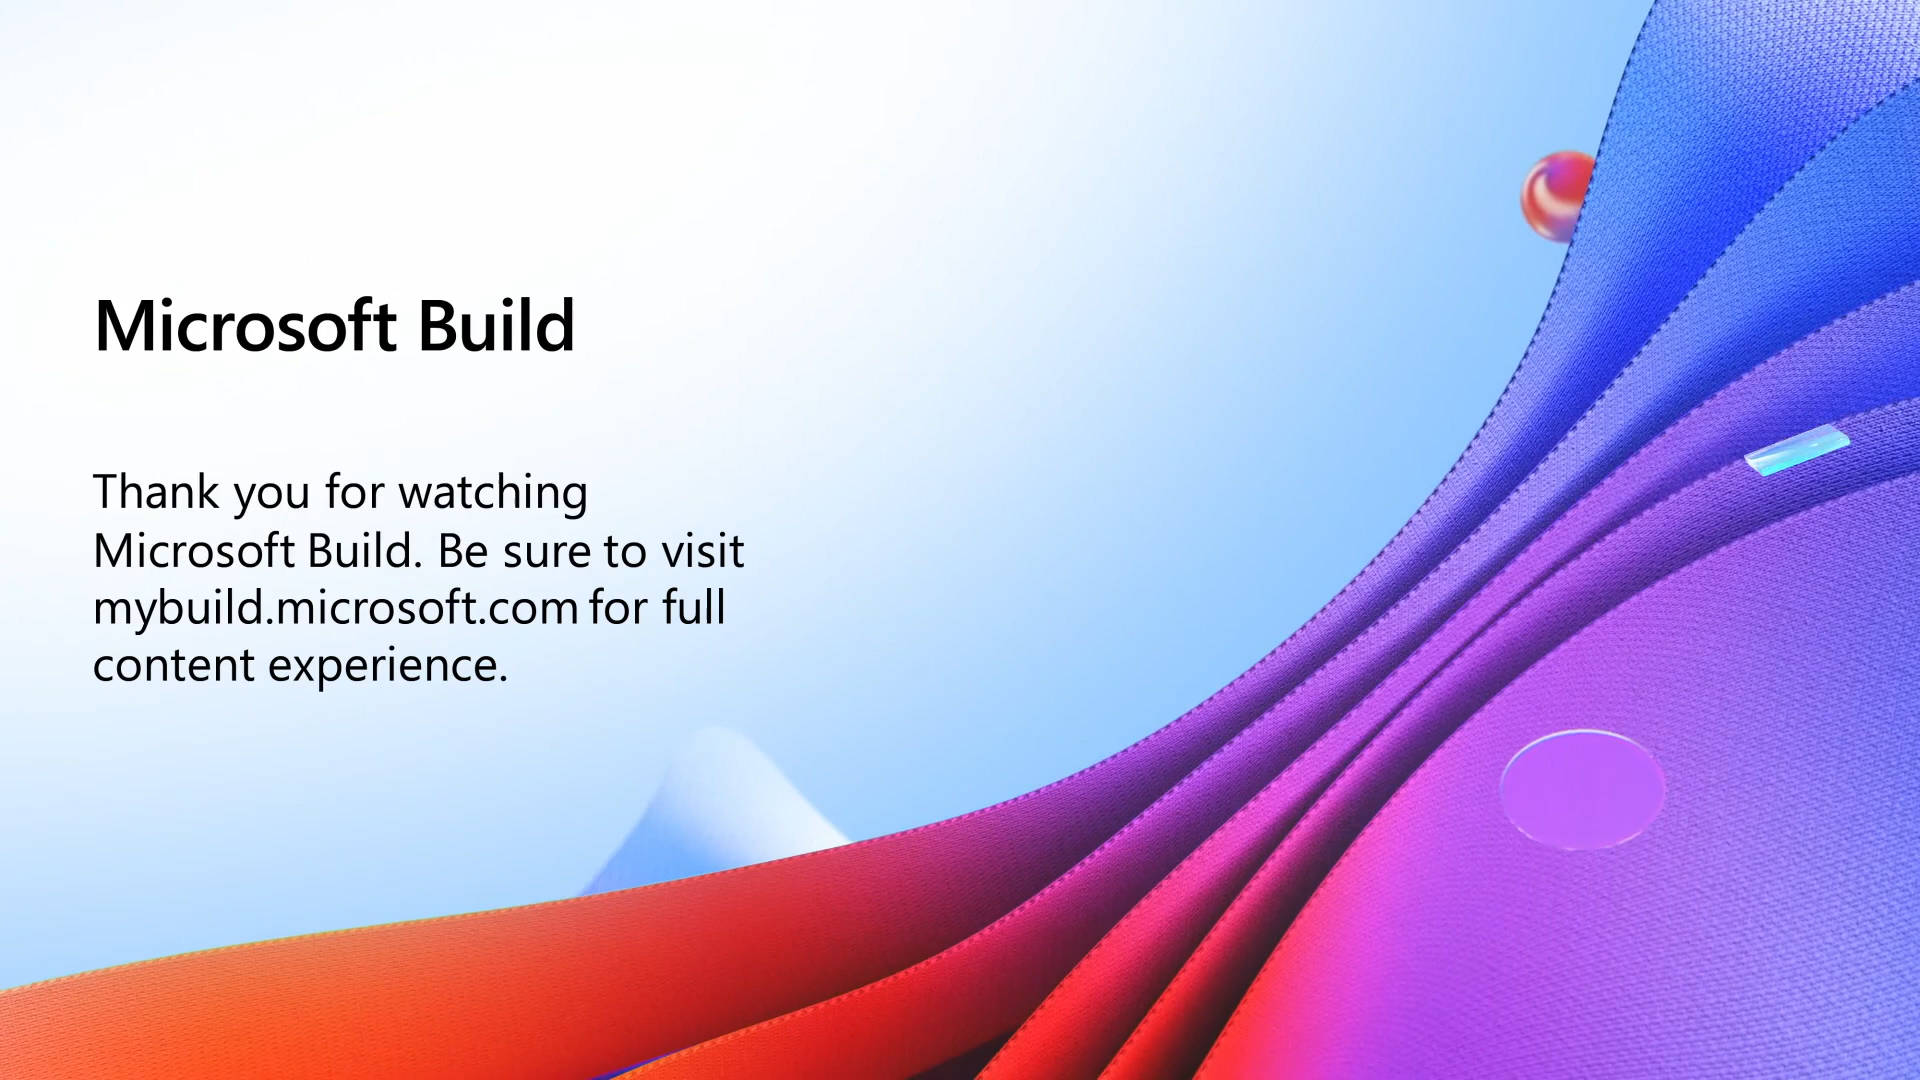 Microsoft Build
Thank you for watching
Microsoft Build. Be sure to visit
mybuild.microsoft.com for full
content experience.